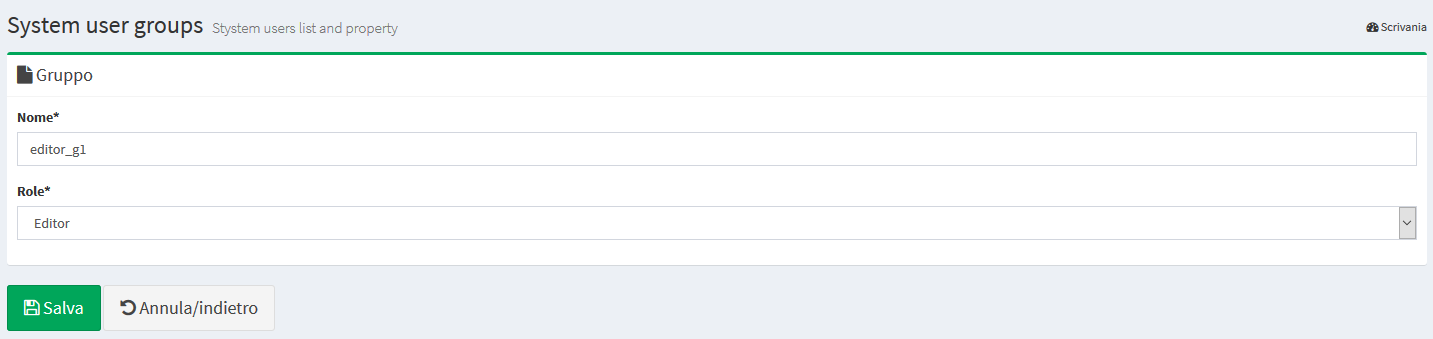 System user groups Stystem users list and property
Scrivania
Gruppo
Nome*
editor_g1
Role*
Editor
Salva
Annula/indietro